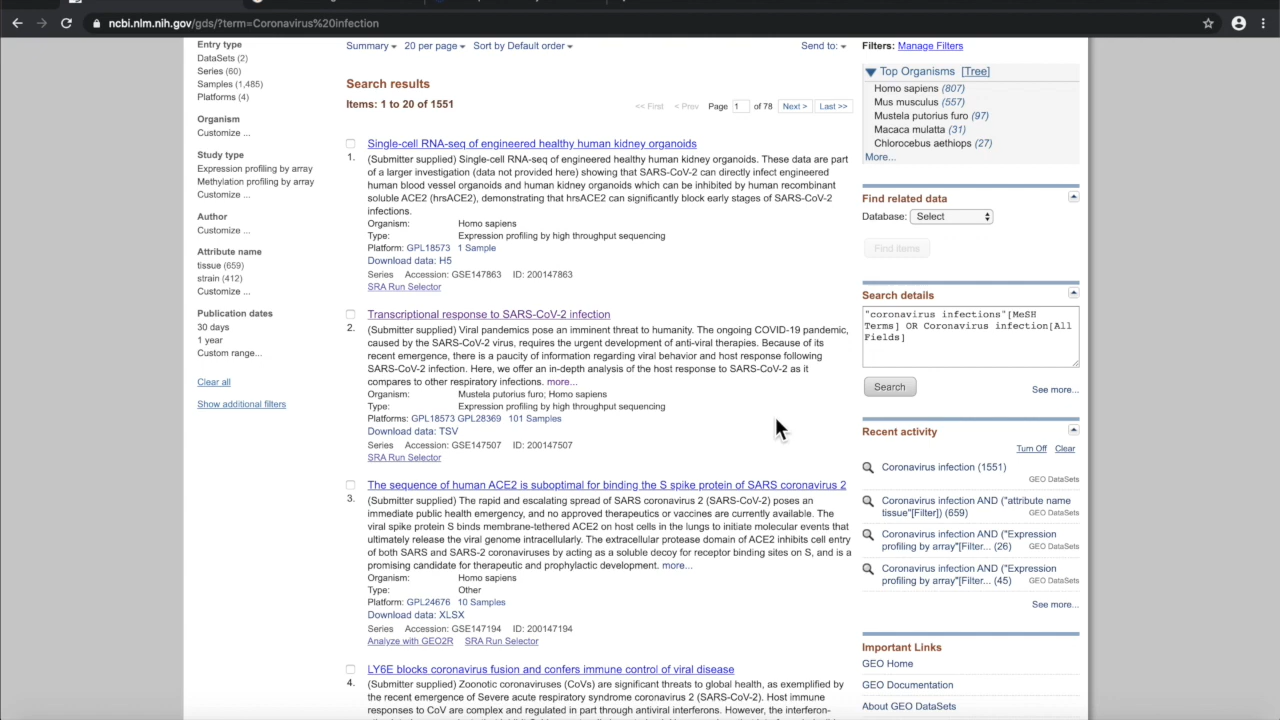 ncbi.nlm.nih.gov/gds/?term=Coronavirus%20infection
Entry type
DataSets (2)
Series (60)
Samples (1,485)
Platforms (4)
Organism
Customize ...
Study type
Expression profiling by array
Methylation profiling by array
Customize ...
Author
Customize ...
Attribute name
tissue (659)
strain (412)
Customize ...
Publication dates
30 days
1 year
Custom range...
Clear all
Show additional filters
Summary 20 per page Sort by Default order Send to:
Search results
Items: 1 to 20 of 1551
<< First < Prev Page 1 of 78 Next > Last >>
Single-cell RNA-seq of engineered healthy human kidney organoids
1. (Submitter supplied) Single-cell RNA-seq of engineered healthy human kidney organoids. These data are part
of a larger investigation (data not provided here) showing that SARS-CoV-2 can directly infect engineered
human blood vessel organoids and human kidney organoids which can be inhibited by human recombinant
soluble ACE2 (hrsACE2), demonstrating that hrsACE2 can significantly block early stages of SARS-CoV-2
infections.
Organism: Homo sapiens
Type: Expression profiling by high throughput sequencing
Platform: GPL18573 1 Sample
Download data: H5
Series Accession: GSE147863 ID: 200147863
SRA Run Selector
Transcriptional response to SARS-CoV-2 infection
2. (Submitter supplied) Viral pandemics pose an imminent threat to humanity. The ongoing COVID-19 pandemic,
caused by the SARS-CoV-2 virus, requires the urgent development of anti-viral therapies. Because of its
recent emergence, there is a paucity of information regarding viral behavior and host response following
SARS-CoV-2 infection. Here, we offer an in-depth analysis of the host response to SARS-CoV-2 as it
compares to other respiratory infections. more...
Organism: Mustela putorius furo; Homo sapiens
Type: Expression profiling by high throughput sequencing
Platforms: GPL18573 GPL28369 101 Samples
Download data: TSV
Series Accession: GSE147507 ID: 200147507
SRA Run Selector
The sequence of human ACE2 is suboptimal for binding the S spike protein of SARS coronavirus 2
3. (Submitter supplied) The rapid and escalating spread of SARS coronavirus 2 (SARS-CoV-2) poses an
immediate public health emergency, and no approved therapeutics or vaccines are currently available. The
viral spike protein S binds membrane-tethered ACE2 on host cells in the lungs to initiate molecular events that
ultimately release the viral genome intracellularly. The extracellular protease domain of ACE2 inhibits cell entry
of both SARS and SARS-2 coronaviruses by acting as a soluble decoy for receptor binding sites on S, and is a
promising candidate for therapeutic and prophylactic development. more...
Organism: Homo sapiens
Type: Other
Platform: GPL24676 10 Samples
Download data: XLSX
Series Accession: GSE147194 ID: 200147194
Analyze with GEO2R SRA Run Selector
LY6E blocks coronavirus fusion and confers immune control of viral disease
4. (Submitter supplied) Zoonotic coronaviruses (CoVs) are significant threats to global health, as exemplified by
the recent emergence of Severe acute respiratory syndrome coronavirus 2 (SARS-CoV-2). Host immune
responses to CoV are complex and regulated in part through antiviral interferons. However, the interferon-
Filters: Manage Filters
Top Organisms [Tree]
Homo sapiens (807)
Mus musculus (557)
Mustela putorius furo (97)
Macaca mulatta (31)
Chlorocebus aethiops (27)
More...
Find related data
Database: Select
Find items
Search details
"coronavirus infections"[MeSH
Terms] OR Coronavirus infection[All
Fields]
Search See more...
Recent activity
Turn Off Clear
Coronavirus infection (1551)
GEO DataSets
Coronavirus infection AND ("attribute name
tissue"[Filter]) (659) GEO DataSets
Coronavirus infection AND ("Expression
profiling by array"[Filter... (26) GEO DataSets
Coronavirus infection AND ("Expression
profiling by array"[Filter... (45) GEO DataSets
See more...
Important Links
GEO Home
GEO Documentation
About GEO DataSets